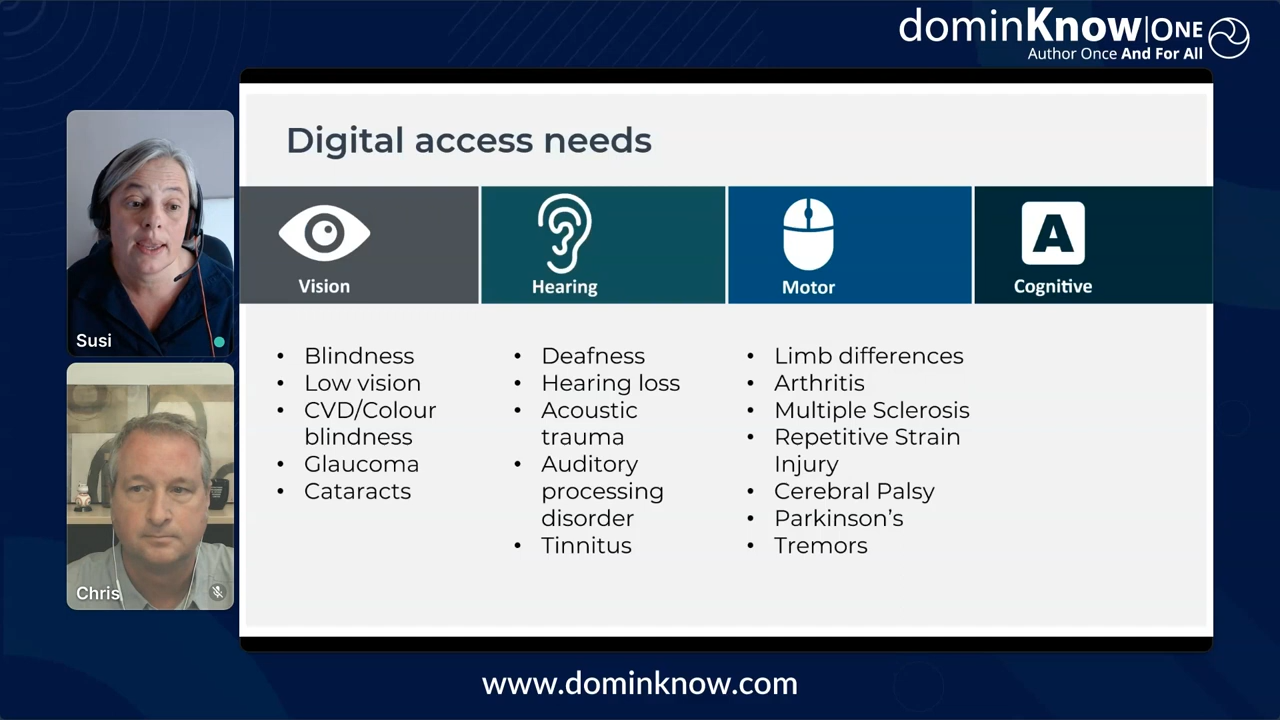 dominKnow|ONE
Author Once And For All
Digital access needs
Vision
Hearing
Motor
A
Cognitive
• Blindness
• Low vision
• CVD/Colour
blindness
• Glaucoma
• Cataracts
• Deafness
• Hearing loss
• Acoustic
trauma
• Auditory
processing
disorder
• Tinnitus
• Limb differences
• Arthritis
• Multiple Sclerosis
• Repetitive Strain
Injury
• Cerebral Palsy
• Parkinson’s
• Tremors
Susi
Chris
www.dominknow.com